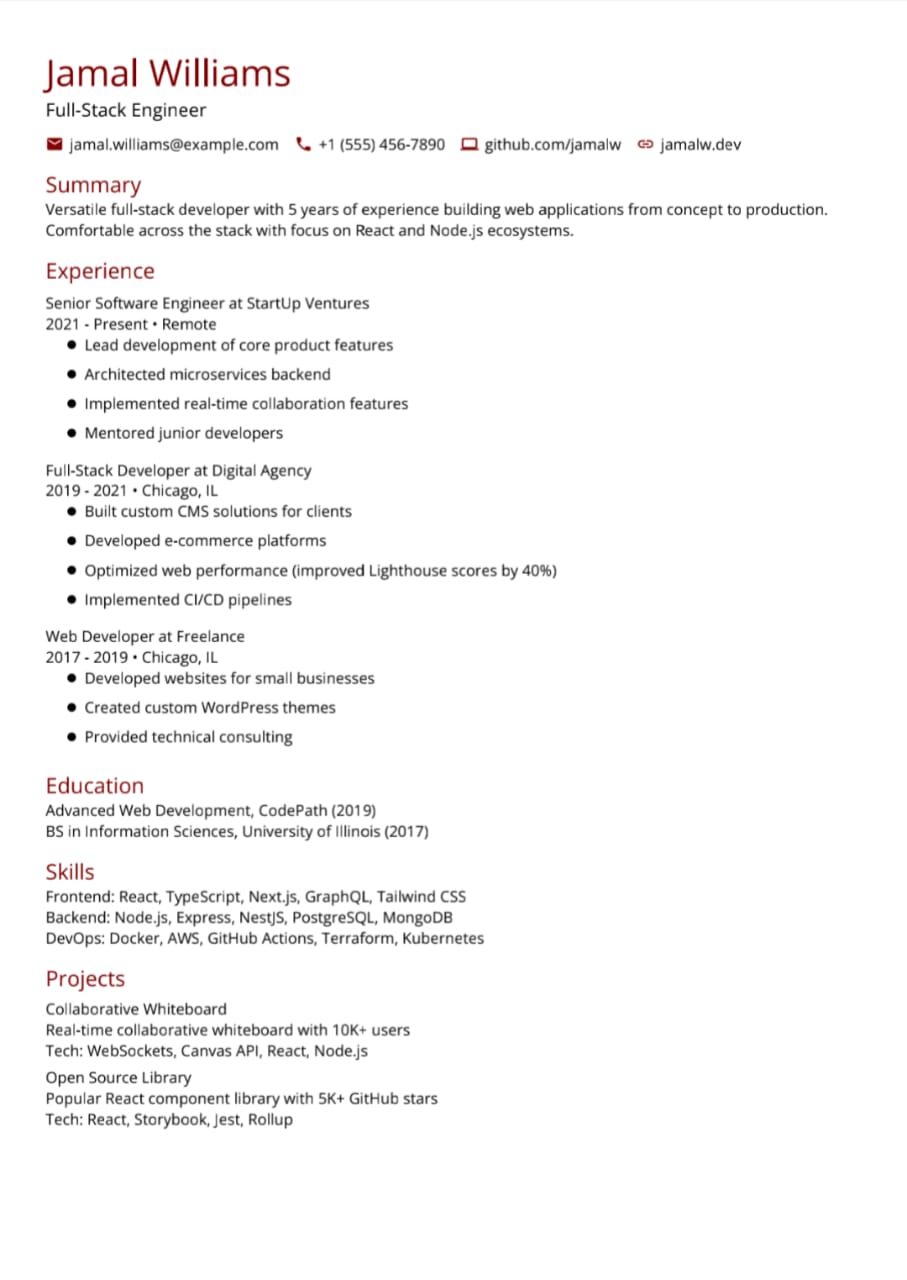 Jamal Williams
Full-Stack Engineer
jamal.williams@example.com +1 (555) 456-7890 github.com/jamalw jamalw.dev
Summary
Versatile full-stack developer with 5 years of experience building web applications from concept to production.
Comfortable across the stack with focus on React and Node.js ecosystems.
Experience
Senior Software Engineer at StartUp Ventures
2021 - Present • Remote
● Lead development of core product features
● Architected microservices backend
● Implemented real-time collaboration features
● Mentored junior developers
Full-Stack Developer at Digital Agency
2019 - 2021 • Chicago, IL
● Built custom CMS solutions for clients
● Developed e-commerce platforms
● Optimized web performance (improved Lighthouse scores by 40%)
● Implemented CI/CD pipelines
Web Developer at Freelance
2017 - 2019 • Chicago, IL
● Developed websites for small businesses
● Created custom WordPress themes
● Provided technical consulting
Education
Advanced Web Development, CodePath (2019)
BS in Information Sciences, University of Illinois (2017)
Skills
Frontend: React, TypeScript, Next.js, GraphQL, Tailwind CSS
Backend: Node.js, Express, NestJS, PostgreSQL, MongoDB
DevOps: Docker, AWS, GitHub Actions, Terraform, Kubernetes
Projects
Collaborative Whiteboard
Real-time collaborative whiteboard with 10K+ users
Tech: WebSockets, Canvas API, React, Node.js
Open Source Library
Popular React component library with 5K+ GitHub stars
Tech: React, Storybook, Jest, Rollup